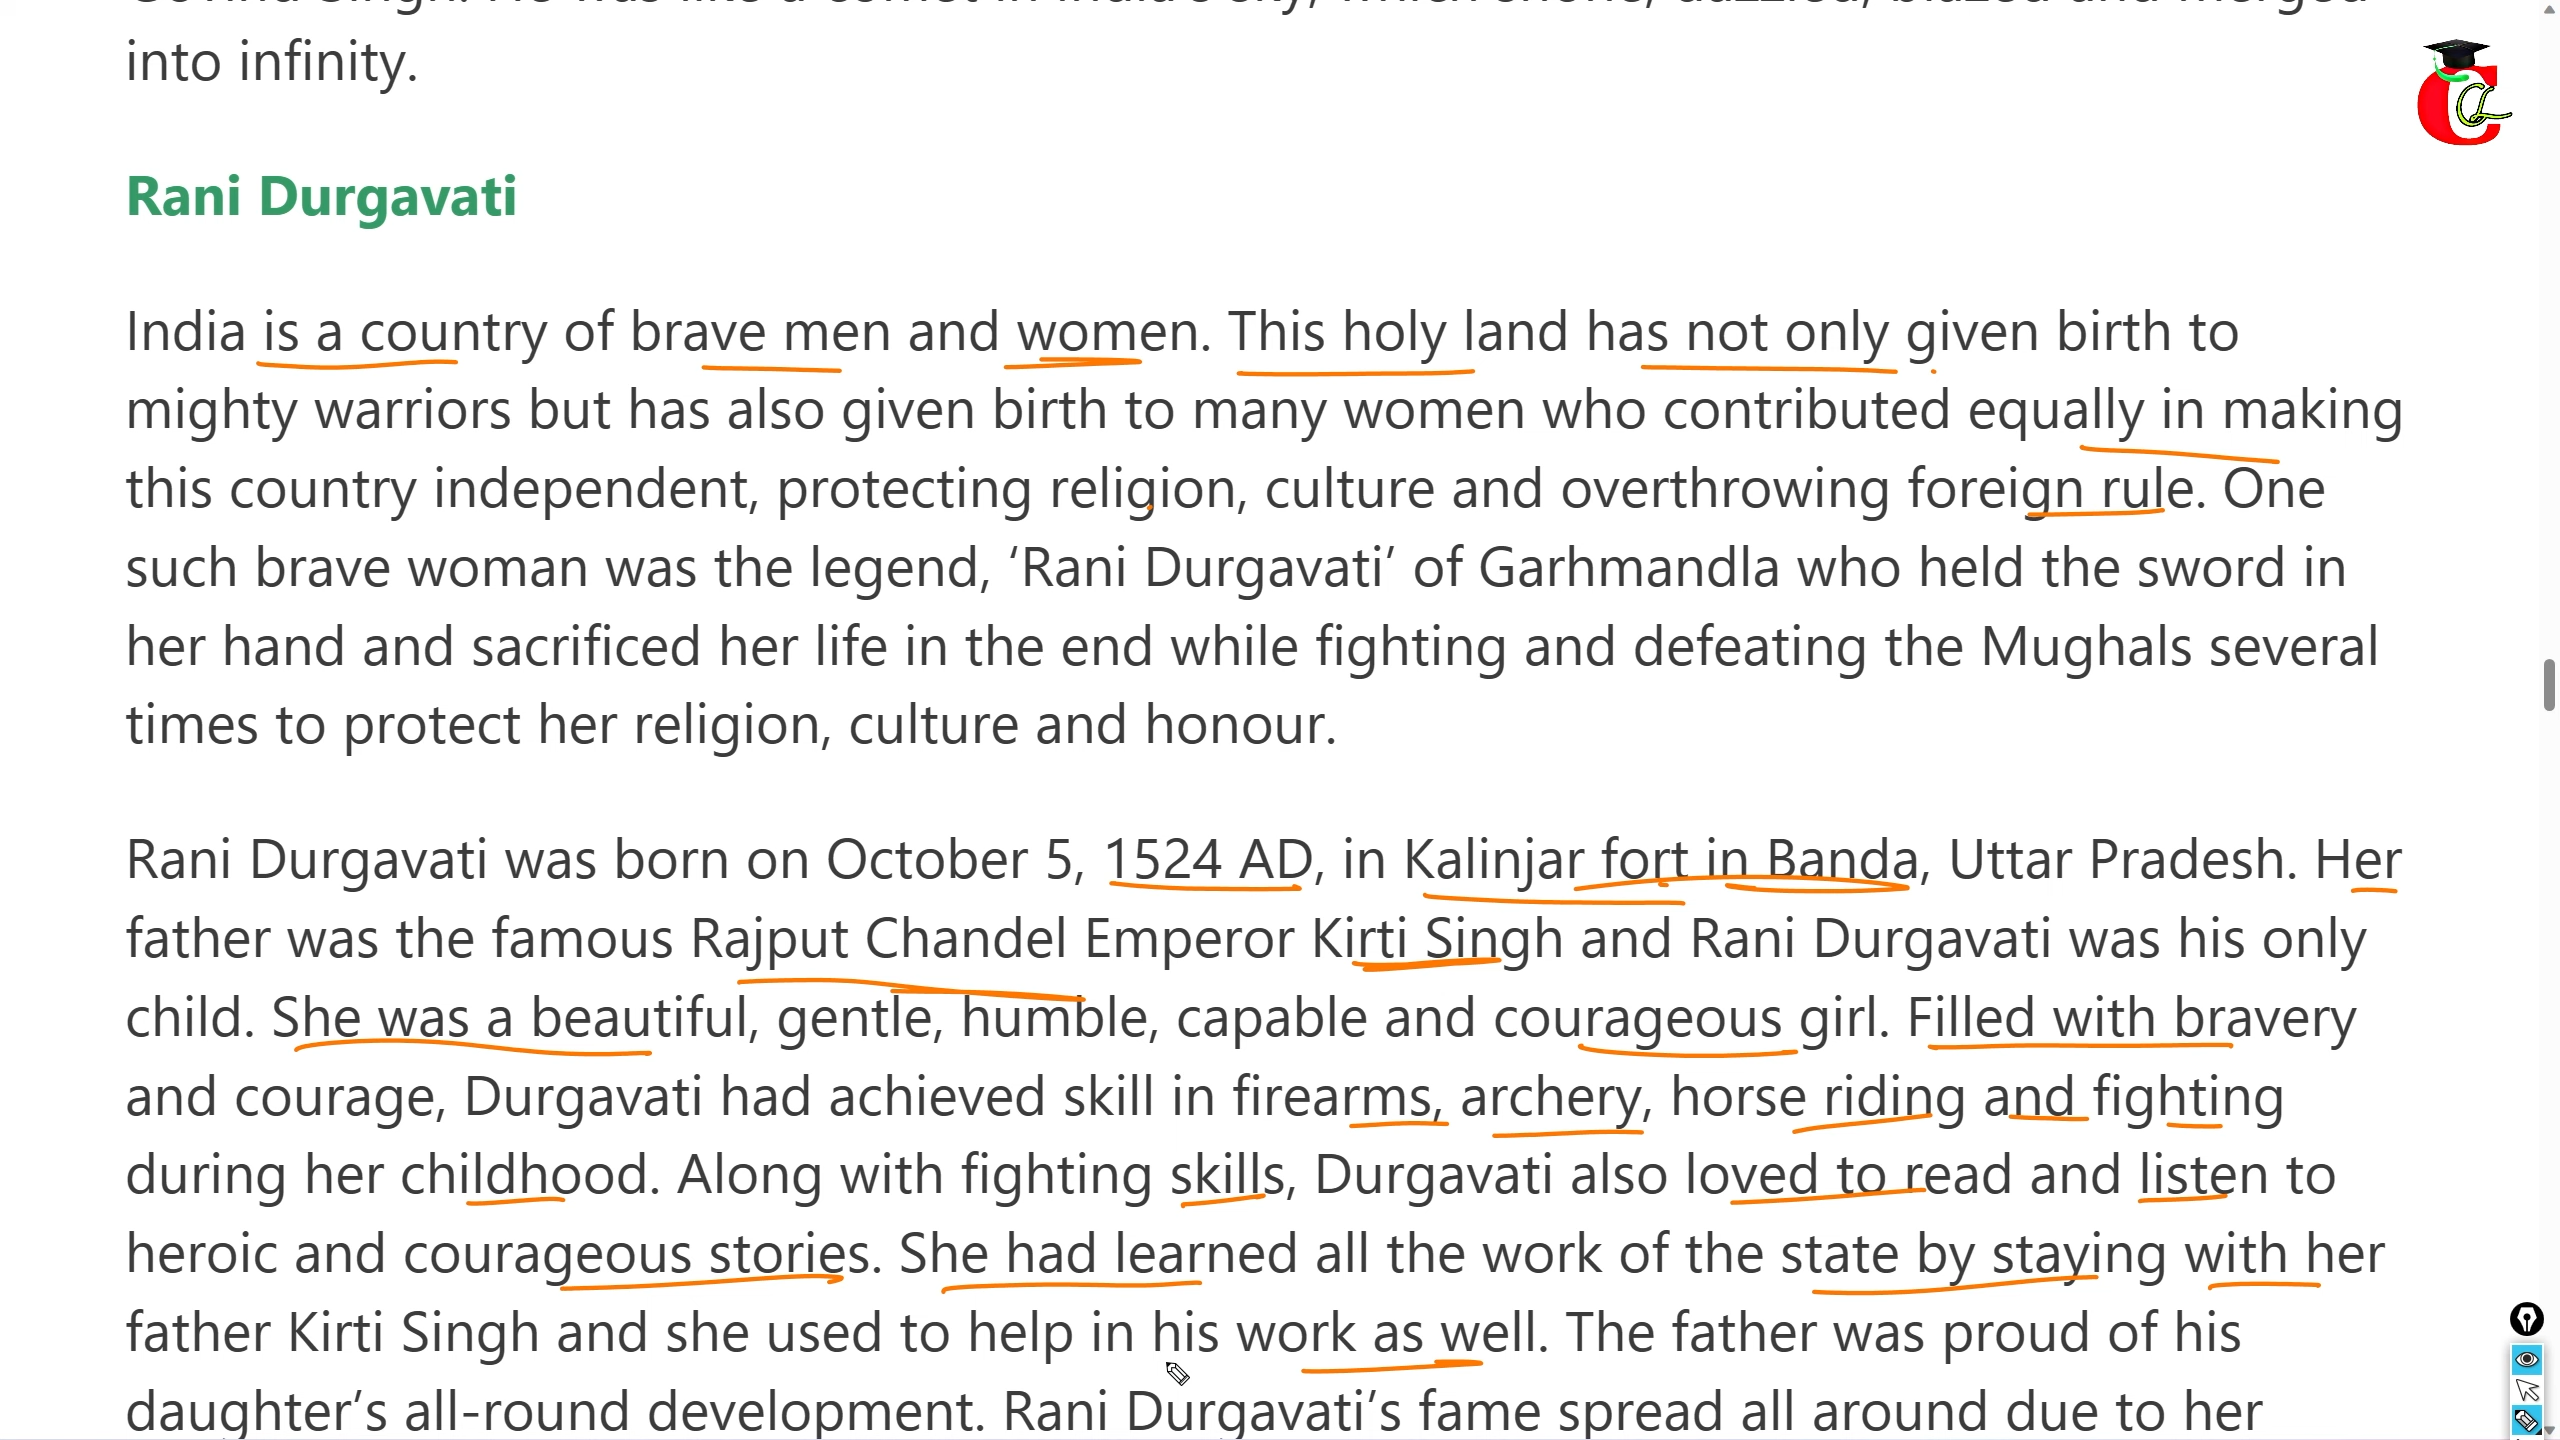 into infinity.
Rani Durgavati
India is a country of brave men and women. This holy land has not only given birth to
mighty warriors but has also given birth to many women who contributed equally in making
this country independent, protecting religion, culture and overthrowing foreign rule. One
such brave woman was the legend, ‘Rani Durgavati’ of Garhmandla who held the sword in
her hand and sacrificed her life in the end while fighting and defeating the Mughals several
times to protect her religion, culture and honour.
Rani Durgavati was born on October 5, 1524 AD, in Kalinjar fort in Banda, Uttar Pradesh. Her
father was the famous Rajput Chandel Emperor Kirti Singh and Rani Durgavati was his only
child. She was a beautiful, gentle, humble, capable and courageous girl. Filled with bravery
and courage, Durgavati had achieved skill in firearms, archery, horse riding and fighting
during her childhood. Along with fighting skills, Durgavati also loved to read and listen to
heroic and courageous stories. She had learned all the work of the state by staying with her
father Kirti Singh and she used to help in his work as well. The father was proud of his
daughter’s all-round development. Rani Durgavati’s fame spread all around due to her